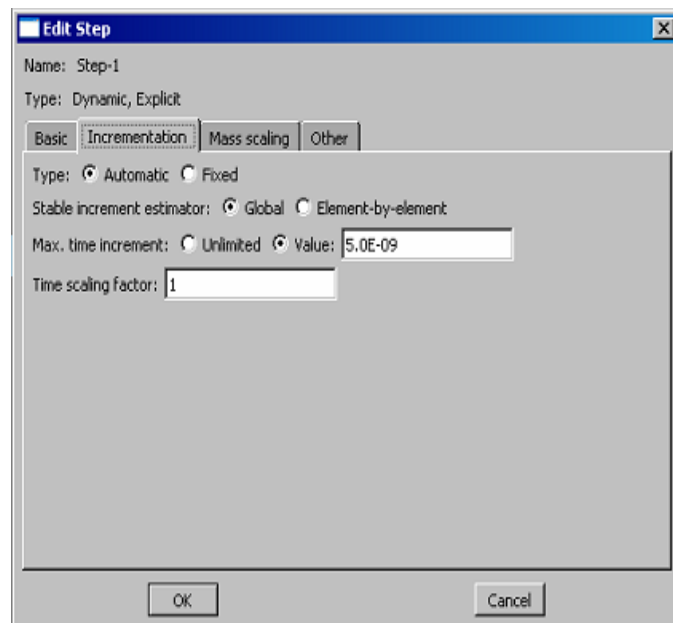 Edit Step
Name: Step-1
Type: Dynamic, Explicit
Basic Incrementation Mass scaling Other
Type: Automatic Fixed
Stable increment estimator: Global Element-by-element
Max. time increment: Unlimited Value: 5.0E-09
Time scaling factor: 1
OK Cancel